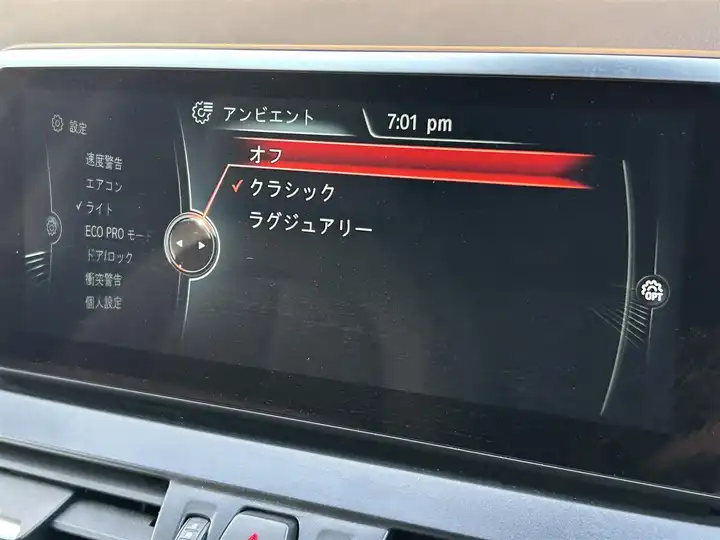 設定
速度警告
エアコン
ライト
ECO PRO モー
ドア/ロック
衝突警告
個人設定
アンビエント
7:01 pm
オフ
クラシック
ラグジュアリー
OPT